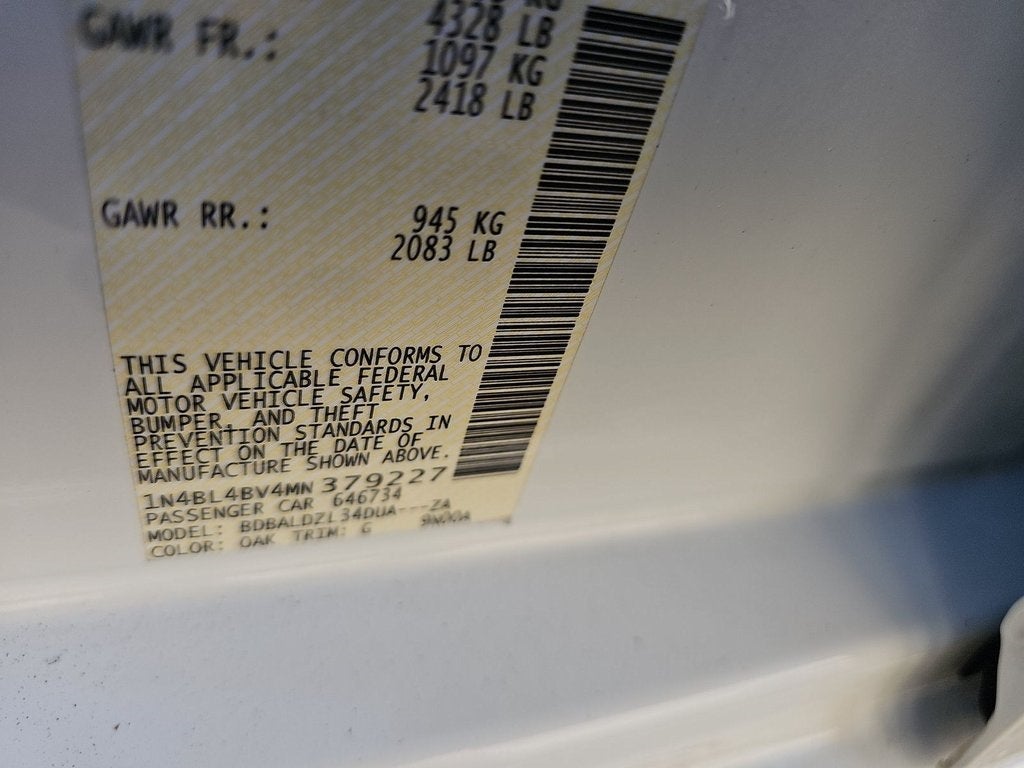 4328 LB
GAWR FR.: 1097 KG
2418 LB
GAWR RR.: 945 KG
2083 LB
THIS VEHICLE CONFORMS TO
ALL APPLICABLE FEDERAL
MOTOR VEHICLE SAFETY,
BUMPER, AND THEFT
PREVENTION STANDARDS IN
EFFECT ON THE DATE OF
MANUFACTURE SHOWN ABOVE.
1N4BL4BV4MN379227
PASSENGER CAR 646734
MODEL: BDBALDZL34DUA---ZA
COLOR: QAK TRIM: G